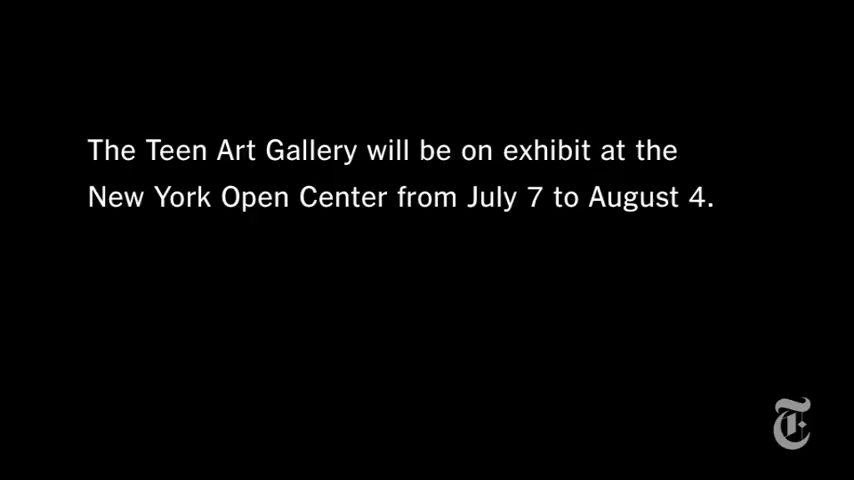 The Teen Art Gallery will be on exhibit at the
New York Open Center from July 7 to August 4.
T